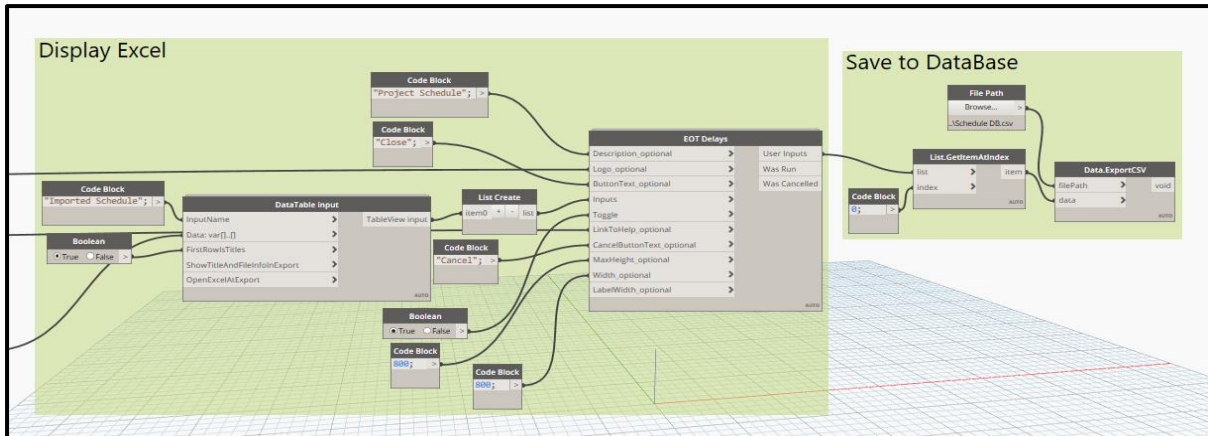 Display Excel
Code Block
"Project Schedule"; >
Code Block
"Close"; >
Code Block
"Imported Schedule"; >
Boolean
True False >
DataTable Input
InputName >
TableView input
Data: var[]..[] >
FirstRowIsTitles >
ShowTitleAndFileInfoInExport >
OpenExcelAtExport >
AUTO
List Create
item0 + - list
Code Block
"Cancel"; >
Boolean
True False >
Code Block
800; >
Code Block
800; >
EOT Delays
Description_optional > User Inputs
Logo_optional > Was Run
ButtonText_optional > Was Cancelled
Inputs >
Toggle >
LinkToHelp_optional >
CancelButtonText_optional >
MaxHeight_optional >
Width_optional >
LabelWidth_optional >
AUTO
Save to DataBase
File Path
Browse... >
..\Schedule DB.csv
List.GetItemAtIndex
list > item
index >
AUTO
Code Block
0; >
Data.ExportCSV
filePath > void
data >
AUTO